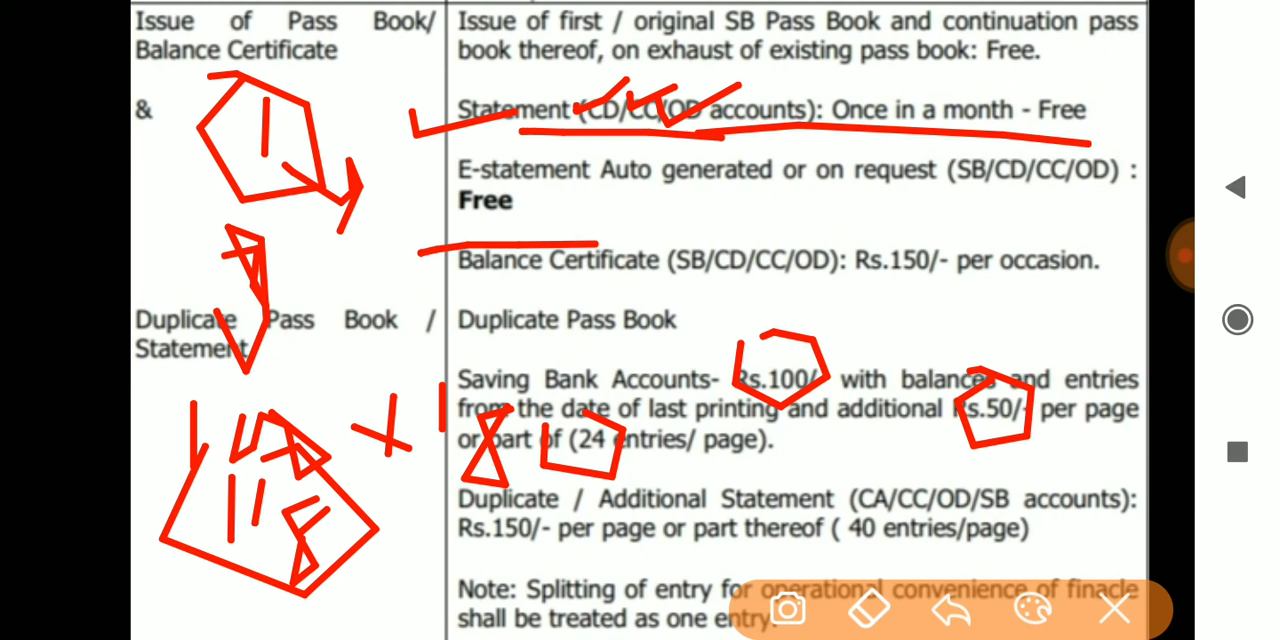 Issue of Pass Book/
Balance Certificate
&
Issue of first / original SB Pass Book and continuation pass
book thereof, on exhaust of existing pass book: Free.
Statement (CD/CC/OD accounts): Once in a month - Free
E-statement Auto generated or on request (SB/CD/CC/OD) :
Free
Balance Certificate (SB/CD/CC/OD): Rs.150/- per occasion.
Duplicate Pass Book /
Statement
Duplicate Pass Book
Saving Bank Accounts- Rs.100/- with balances and entries
from the date of last printing and additional Rs.50/- per page
or part of (24 entries/ page).
Duplicate / Additional Statement (CA/CC/OD/SB accounts):
Rs.150/- per page or part thereof ( 40 entries/page)
Note: Splitting of entry for operational convenience of finacle
shall be treated as one entry.